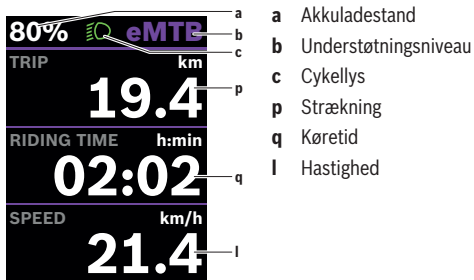 80% eMTB
TRIP km
19.4
RIDING TIME h:min
02:02
SPEED km/h
21.4
a
b
c
p
q
l
a Akkuladestand
b Understøtningsniveau
c Cykellys
p Strækning
q Køretid
l Hastighed